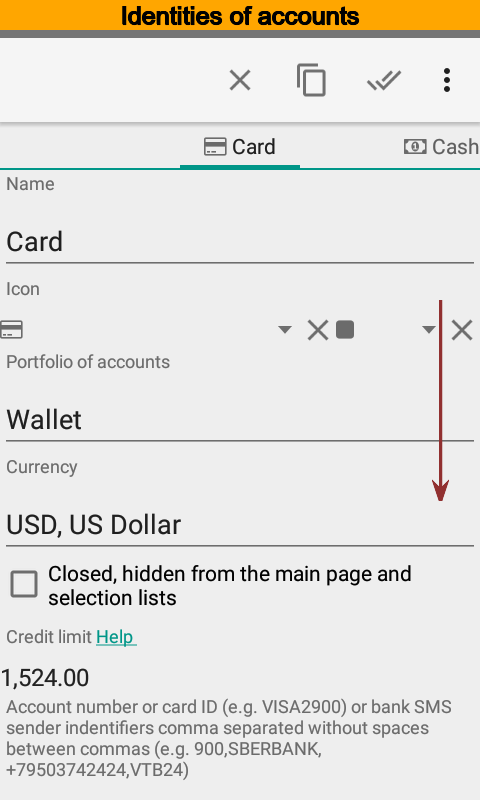 Identities of accounts
Card
Cash
Name
Card
Icon
Portfolio of accounts
Wallet
Currency
USD, US Dollar
Closed, hidden from the main page and
selection lists
Credit limit Help
1,524.00
Account number or card ID (e.g. VISA2900) or bank SMS
sender indentifiers comma separated without spaces
between commas (e.g. 900,SBERBANK,
+79503742424,VTB24)